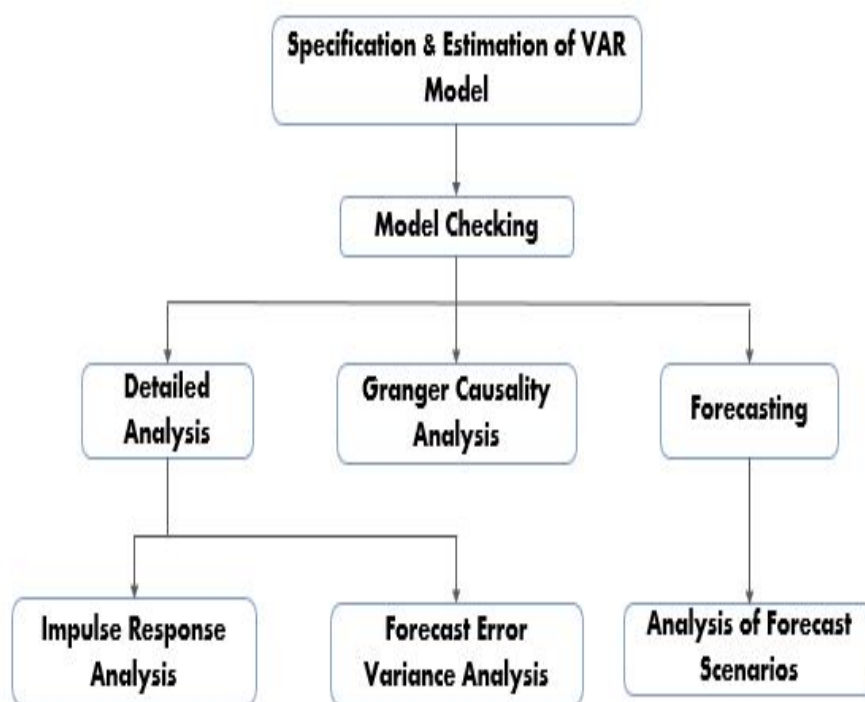 Specification & Estimation of VAR
Model
Model Checking
Detailed
Analysis
Granger Causality
Analysis
Forecasting
Impulse Response
Analysis
Forecast Error
Variance Analysis
Analysis of Forecast
Scenarios